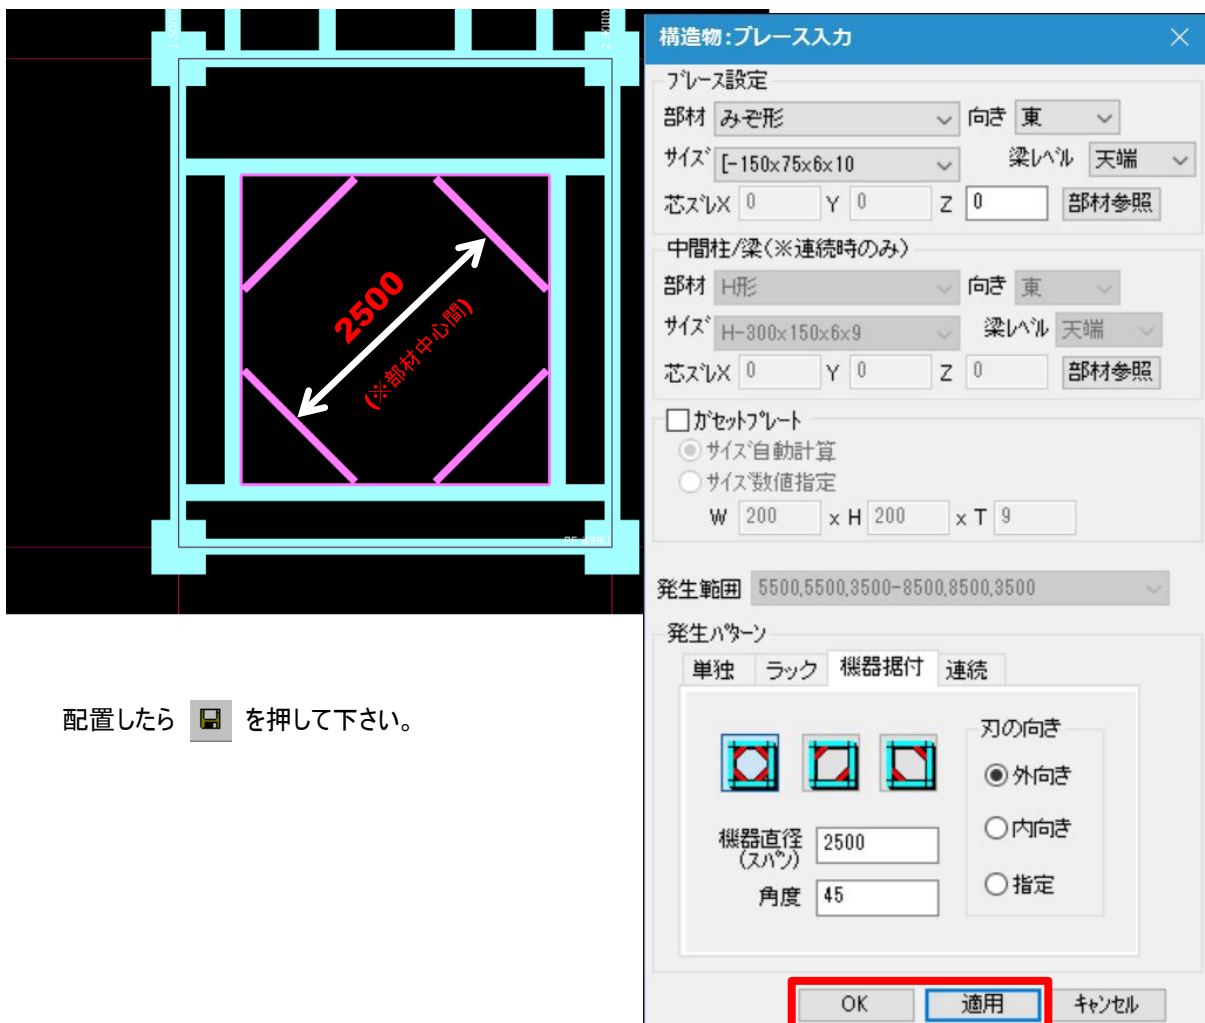 2500
(※部材中心間)
配置したら を押して下さい。
構造物:ブレース入力
ブレース設定
部材 みぞ形 向き 東
サイズ [-150x75x6x10 梁レベル 天端
芯ズレX 0 Y 0 Z 0 部材参照
中間柱/梁(※連続時のみ)
部材 H形 向き 東
サイズ H-300x150x6x9 梁レベル 天端
芯ズレX 0 Y 0 Z 0 部材参照
ガセットプレート
サイズ自動計算
サイズ数値指定
W 200 x H 200 x T 9
発生範囲 5500,5500,3500-8500,8500,3500
発生パターン
単独 ラック 機器据付 連続
刃の向き
外向き
内向き
指定
機器直径 2500
(スパン)
角度 45
OK 適用 キャンセル